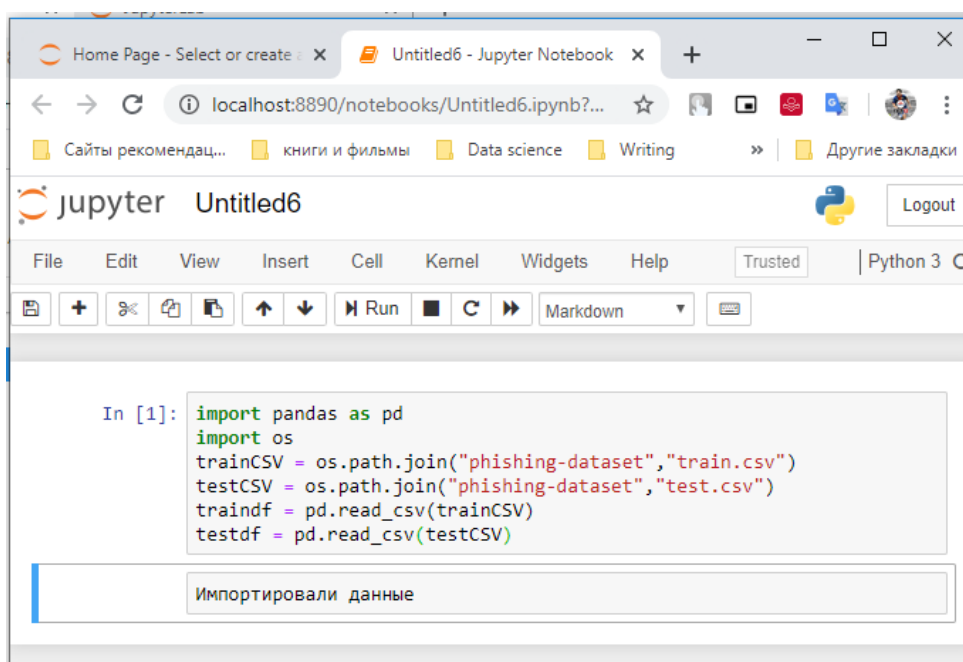 Home Page - Select or create a
Untitled6 - Jupyter Notebook
localhost:8890/notebooks/Untitled6.ipynb?...
Сайты рекомендац...
книги и фильмы
Data science
Writing
»
Другие закладки
jupyter Untitled6
Logout
File Edit View Insert Cell Kernel Widgets Help Trusted Python 3
Run Markdown
In [1]: import pandas as pd
import os
trainCSV = os.path.join("phishing-dataset","train.csv")
testCSV = os.path.join("phishing-dataset","test.csv")
traindf = pd.read_csv(trainCSV)
testdf = pd.read_csv(testCSV)
Импортировали данные